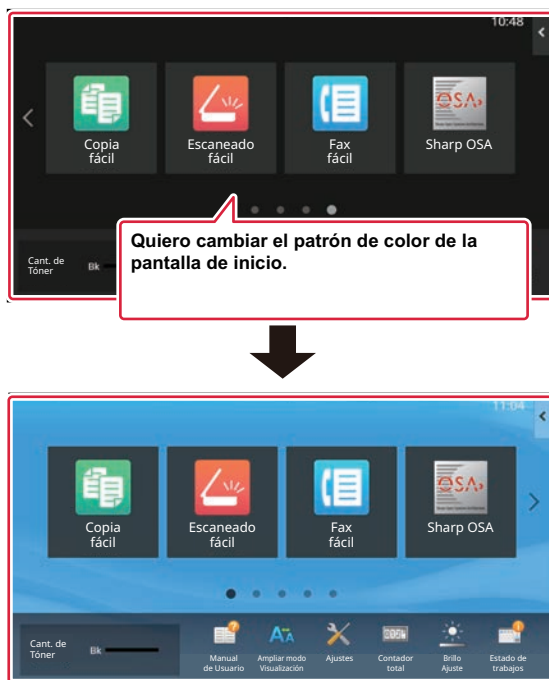 10:48
Copia
fácil
Escaneado
fácil
Fax
fácil
OSA
Sharp OSA
Quiero cambiar el patrón de color de la
pantalla de inicio.
Cant. de
Tóner
Bk
11:04
Copia
fácil
Escaneado
fácil
Fax
fácil
OSA
Sharp OSA
Cant. de
Tóner
Bk
Manual
de Usuario
Ampliar modo
Visualización
Ajustes
Contador
total
Brillo
Ajuste
Estado de
trabajos